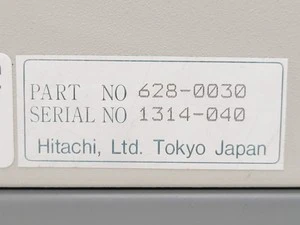 PART NO 628-0030
SERIAL NO 1314-040
Hitachi, Ltd. Tokyo Japan